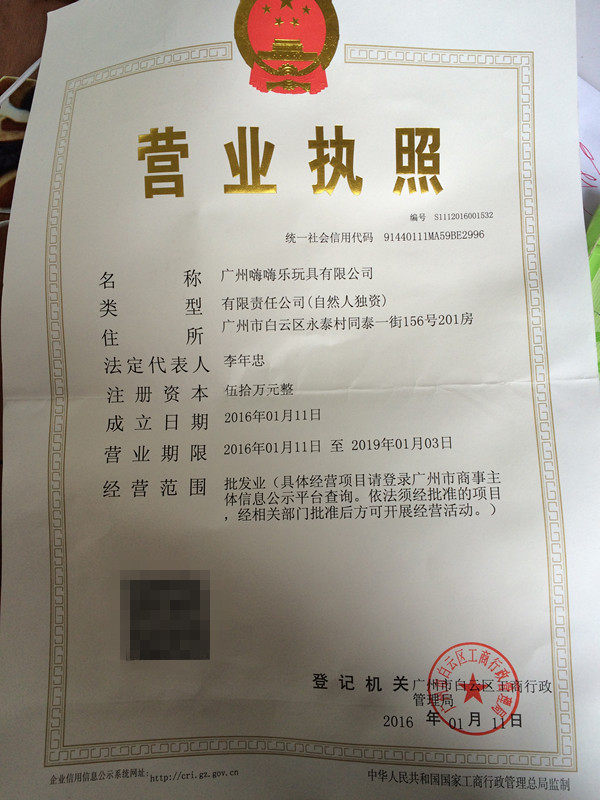 营业执照
编号 S1112016001532
统一社会信用代码 91440111MA59BE2996
名称 广州嗨嗨乐玩具有限公司
类型 有限责任公司(自然人独资)
住所 广州市白云区永泰村同泰一街156号201房
法定代表人 李年忠
注册资本 伍拾万元整
成立日期 2016年01月11日
营业期限 2016年01月11日 至 2019年01月03日
经营范围 批发业（具体经营项目请登录广州市商事主
体信息公示平台查询。依法须经批准的项目
，经相关部门批准后方可开展经营活动。）
登记机关 广州市白云区工商行政
管理局
2016 年 01 月 11 日
企业信用信息公示系统网址: http://cri.gz.gov.cn
中华人民共和国国家工商行政管理总局监制